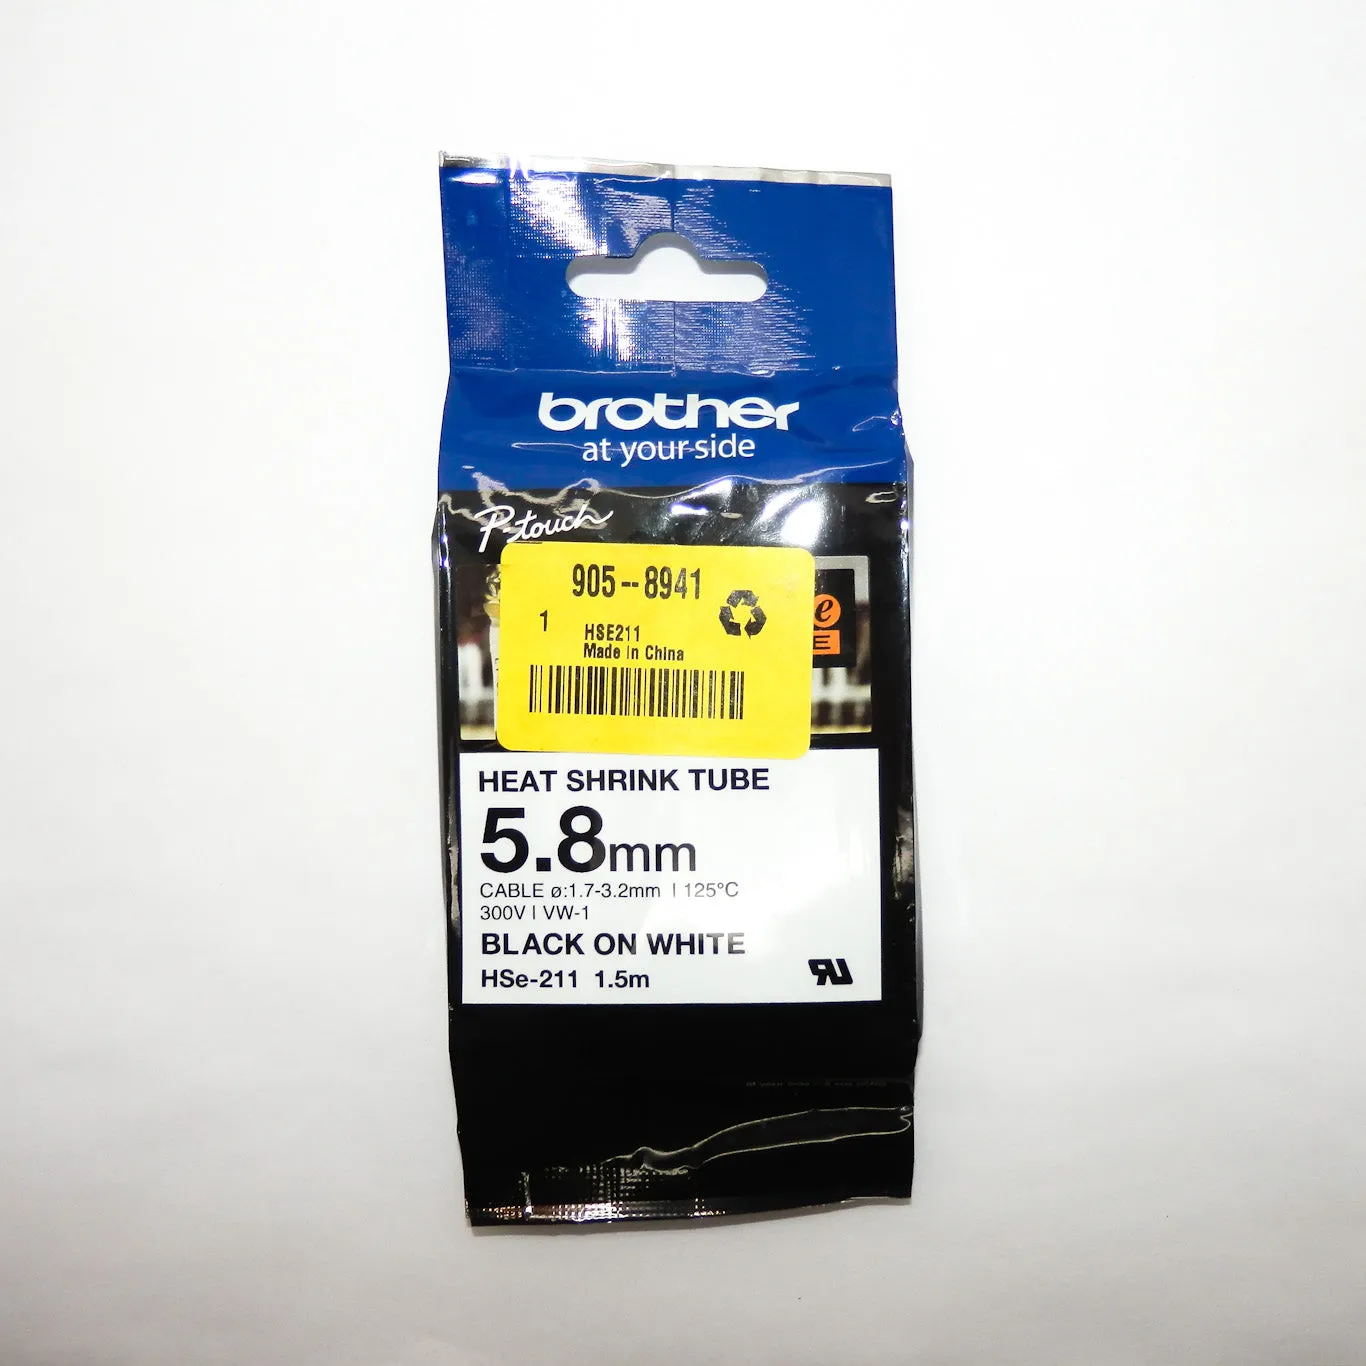 brother
at your side
P-touch
905--8941
1
HSE211
Made in China
e
E
HEAT SHRINK TUBE
5.8mm
CABLE ø:1.7-3.2mm | 125°C
300V | VW-1
BLACK ON WHITE
HSe-211 1.5m